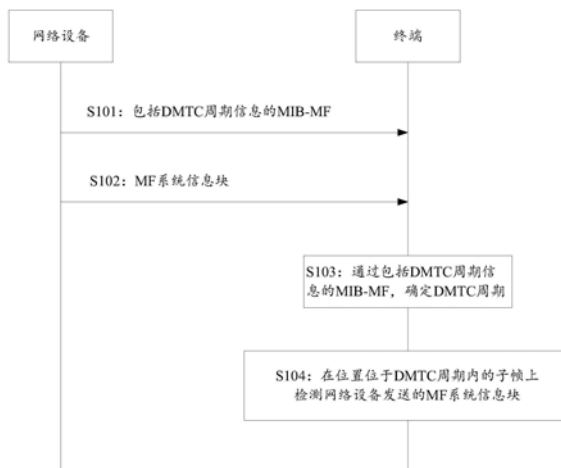 网络设备
终端
S101：包括DMTC周期信息的MIB-MF
S102：MF系统信息块
S103：通过包括DMTC周期信
息的MIB-MF，确定DMTC周期
S104：在位置位于DMTC周期内的子帧上
检测网络设备发送的MF系统信息块